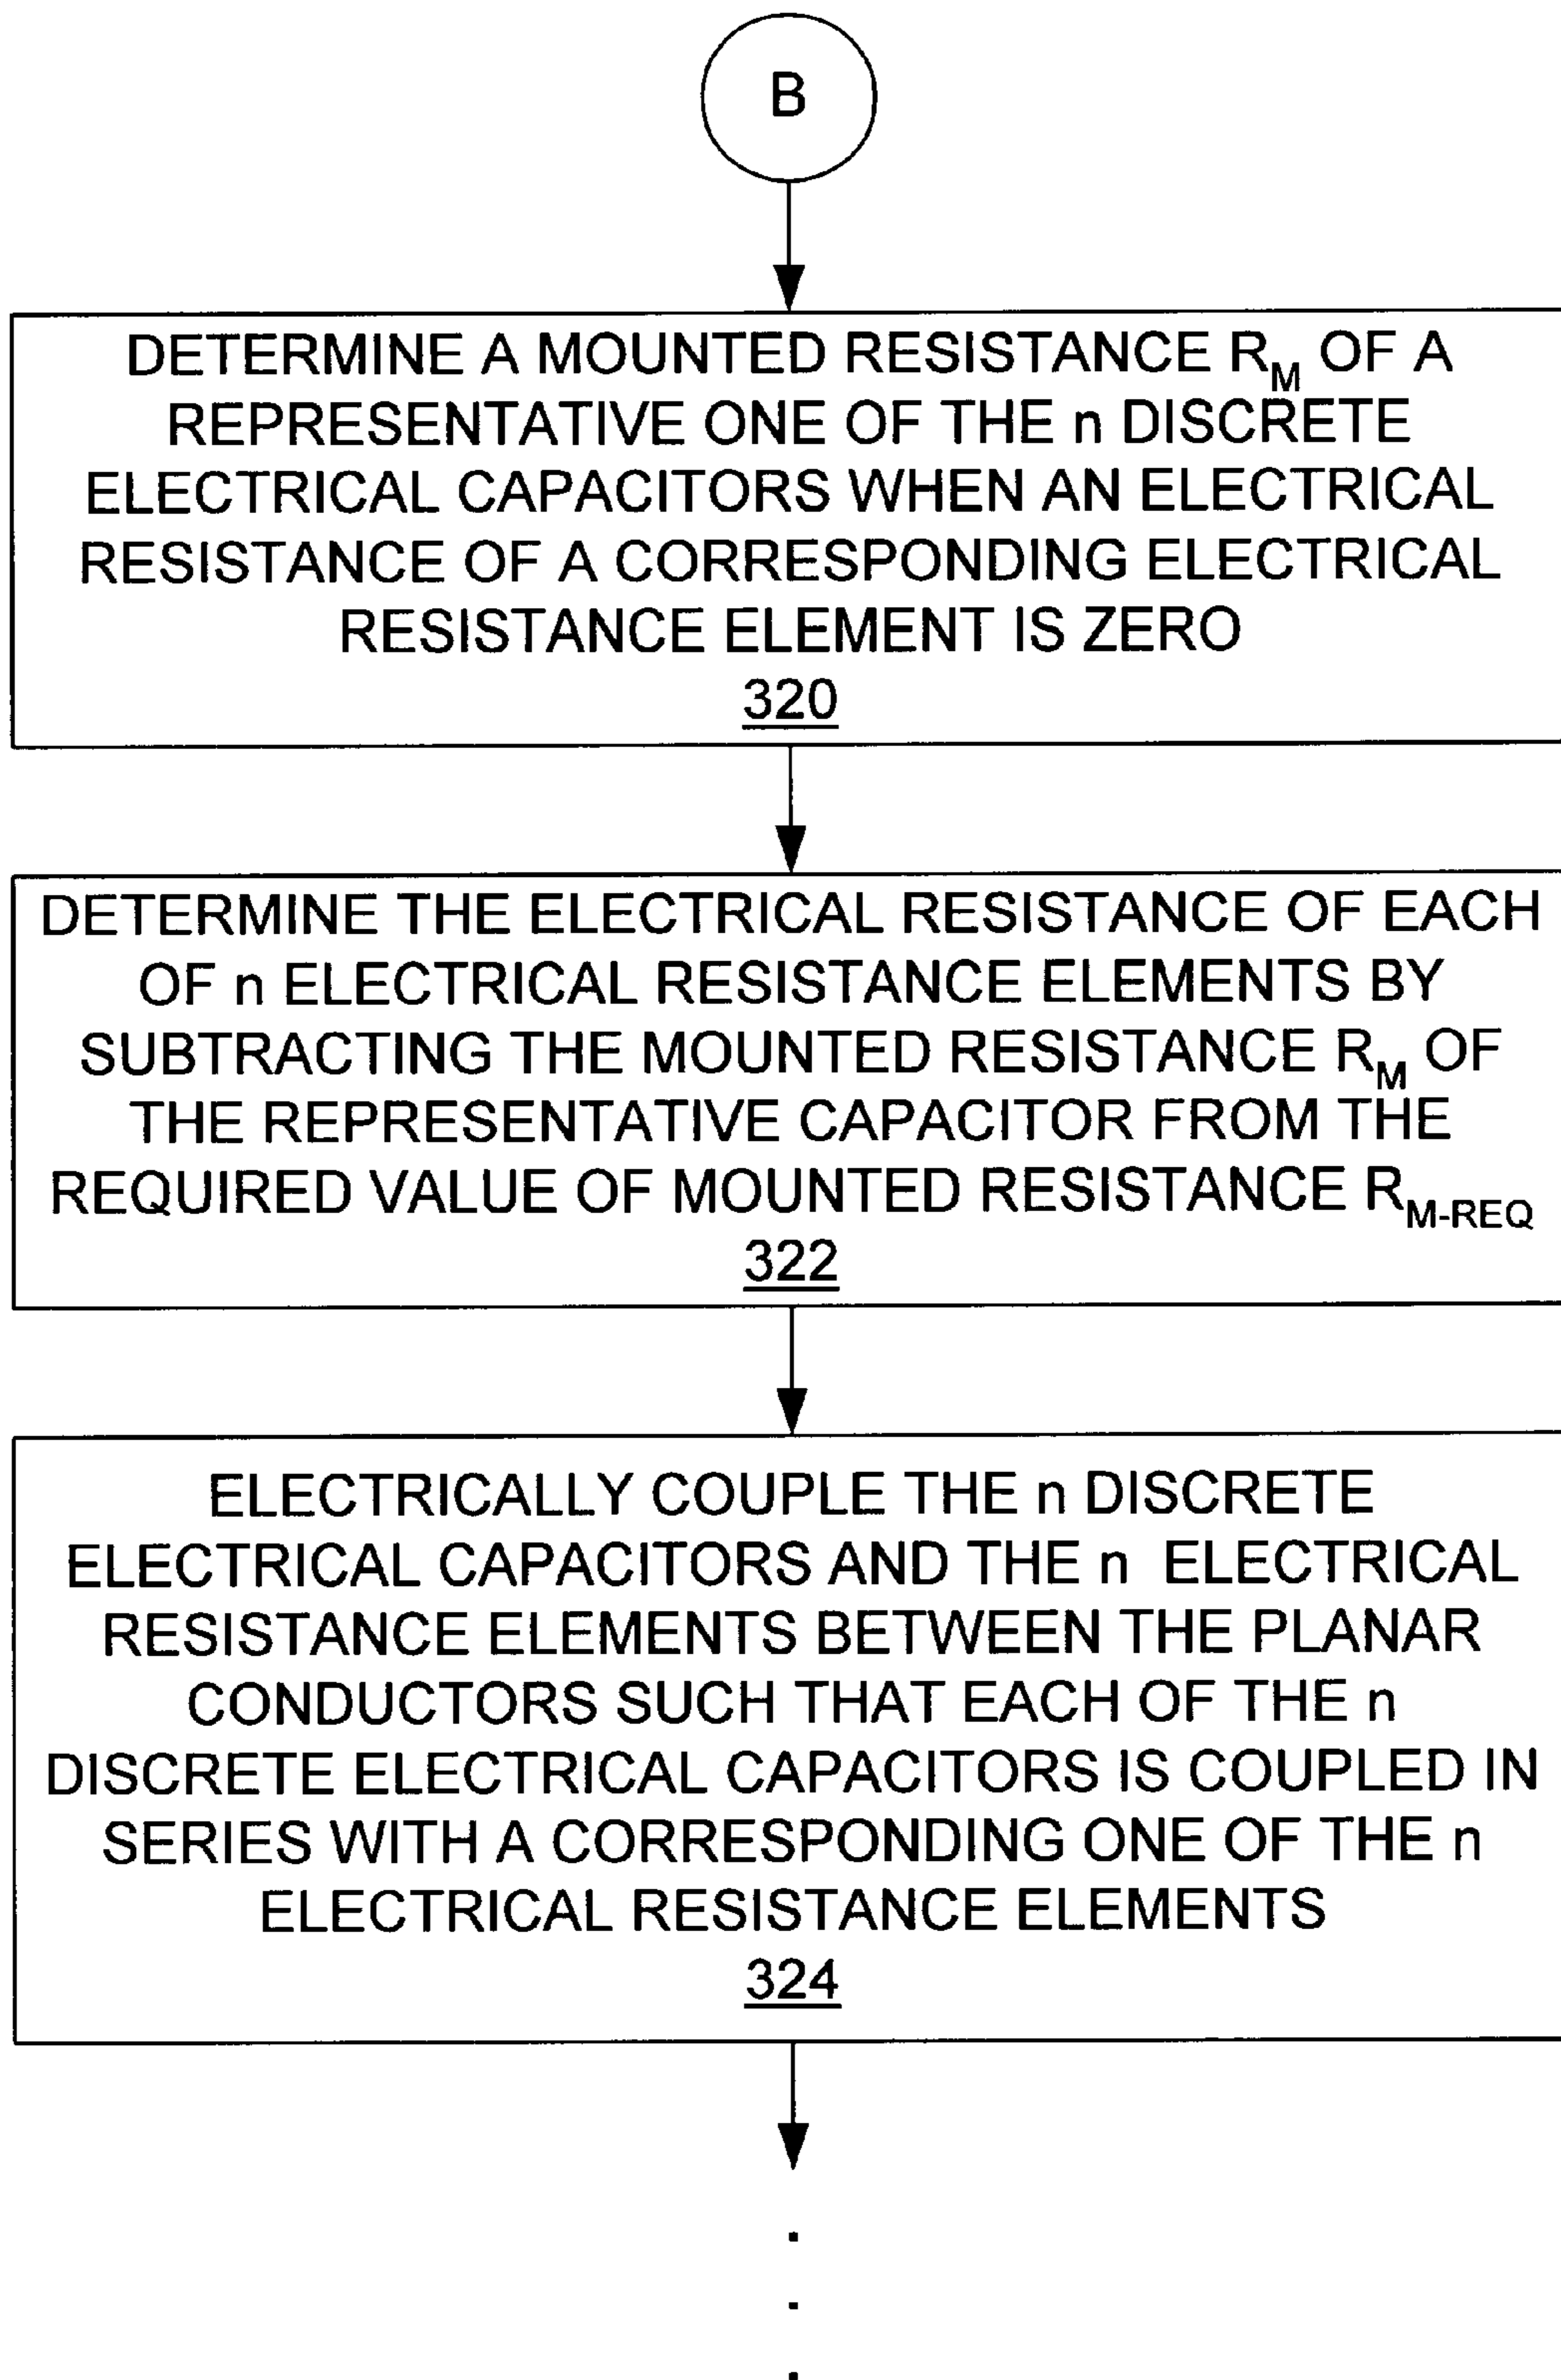 B
DETERMINE A MOUNTED RESISTANCE RM OF A
REPRESENTATIVE ONE OF THE n DISCRETE
ELECTRICAL CAPACITORS WHEN AN ELECTRICAL
RESISTANCE OF A CORRESPONDING ELECTRICAL
RESISTANCE ELEMENT IS ZERO
320
DETERMINE THE ELECTRICAL RESISTANCE OF EACH
OF n ELECTRICAL RESISTANCE ELEMENTS BY
SUBTRACTING THE MOUNTED RESISTANCE RM OF
THE REPRESENTATIVE CAPACITOR FROM THE
REQUIRED VALUE OF MOUNTED RESISTANCE RM-REQ
322
ELECTRICALLY COUPLE THE n DISCRETE
ELECTRICAL CAPACITORS AND THE n ELECTRICAL
RESISTANCE ELEMENTS BETWEEN THE PLANAR
CONDUCTORS SUCH THAT EACH OF THE n
DISCRETE ELECTRICAL CAPACITORS IS COUPLED IN
SERIES WITH A CORRESPONDING ONE OF THE n
ELECTRICAL RESISTANCE ELEMENTS
324